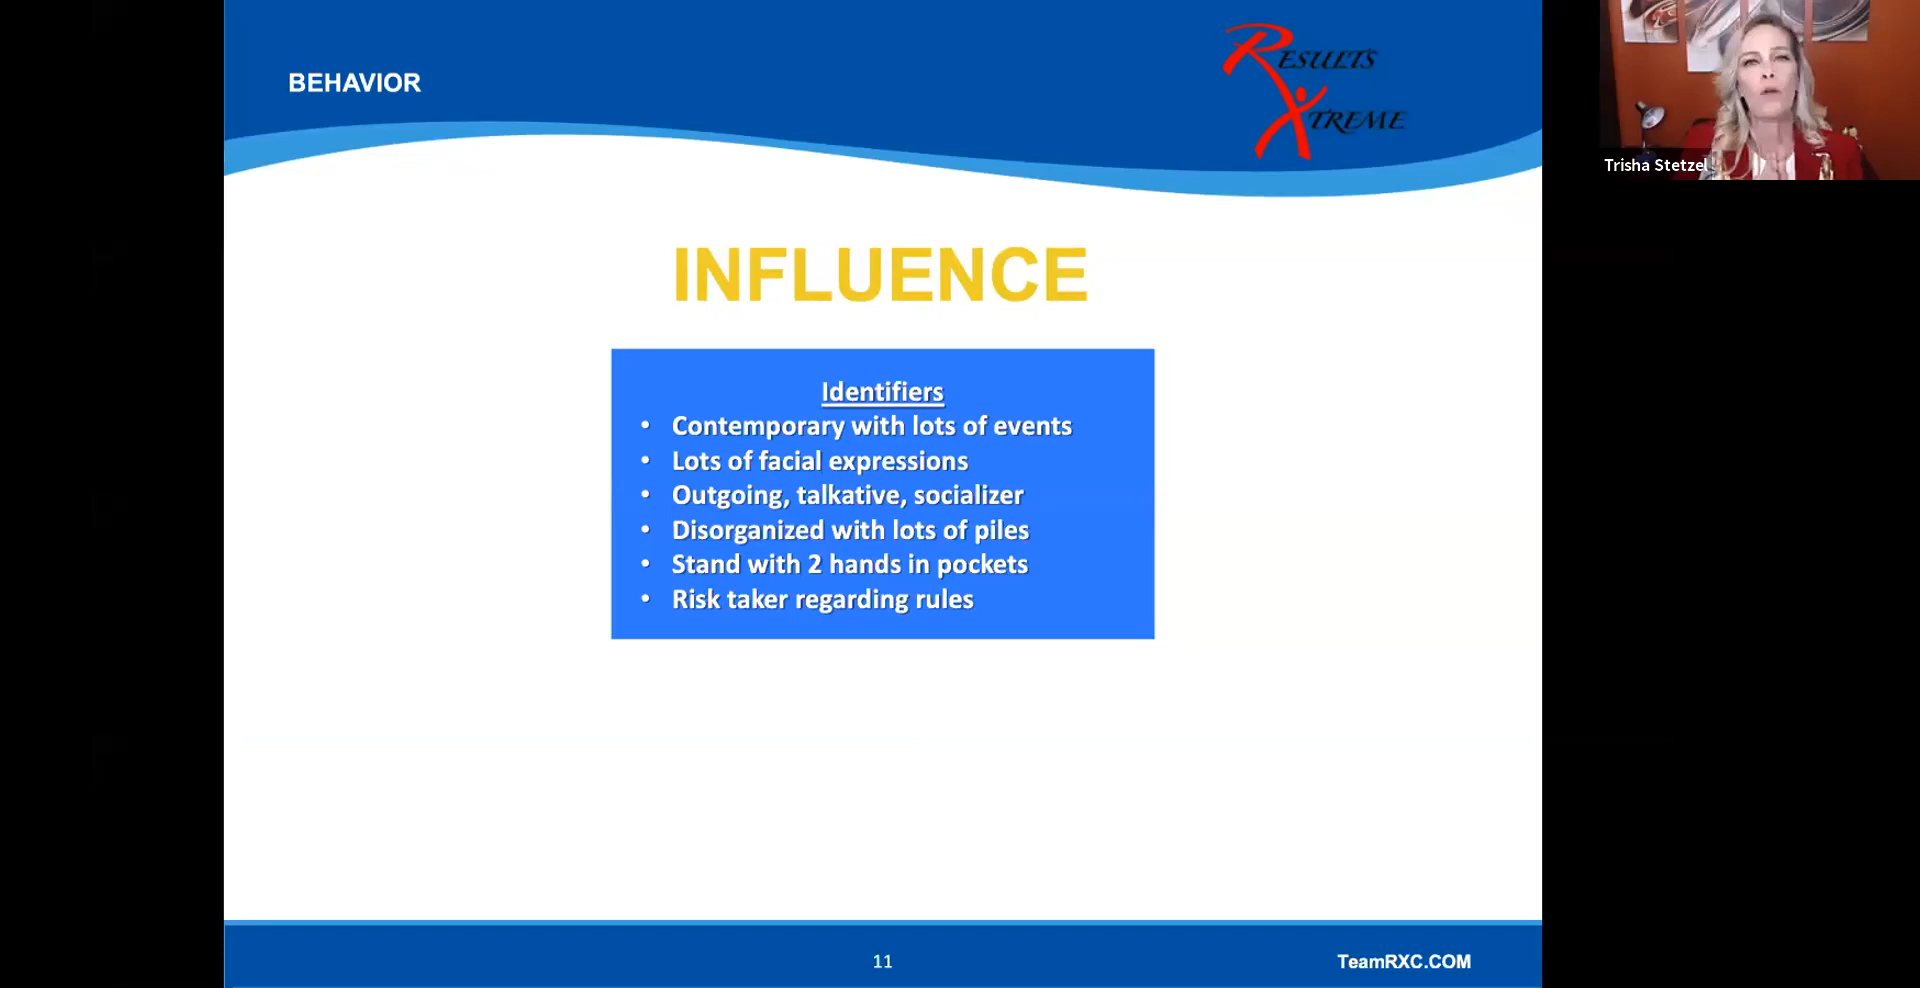 BEHAVIOR
RESULTS
XTREME
Trisha Stetzel
INFLUENCE
Identifiers
• Contemporary with lots of events
• Lots of facial expressions
• Outgoing, talkative, socializer
• Disorganized with lots of piles
• Stand with 2 hands in pockets
• Risk taker regarding rules
11
TeamRXC.COM